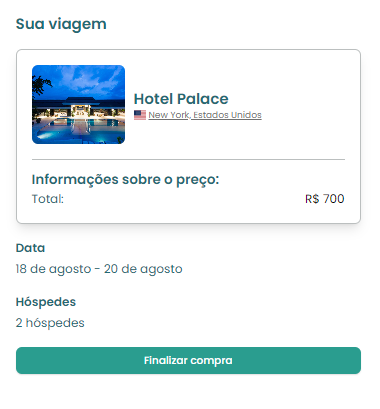 Sua viagem
Hotel Palace
New York, Estados Unidos
Informações sobre o preço:
Total:
R$ 700
Data
18 de agosto - 20 de agosto
Hóspedes
2 hóspedes
Finalizar compra